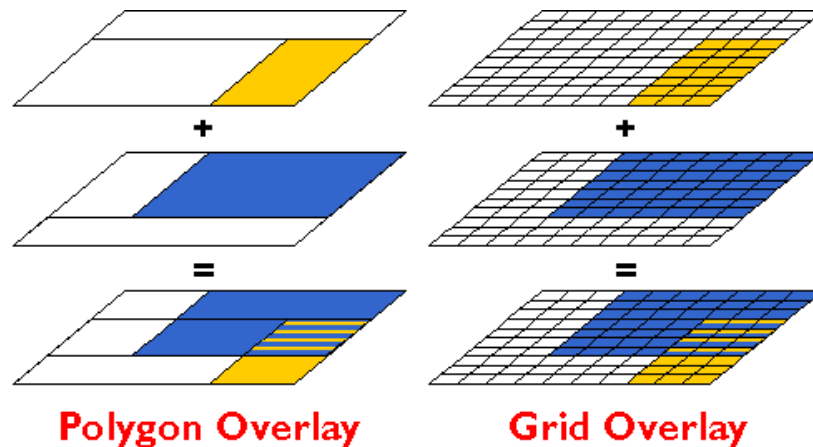 + +
= =
Polygon Overlay Grid Overlay